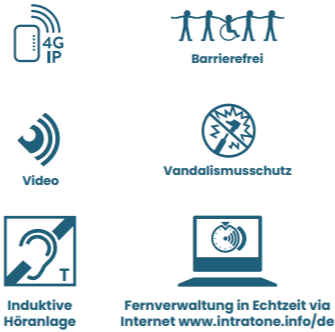 4G
IP
Barrierefrei
Video
Vandalismusschutz
T
Induktive
Höranlage
Fernverwaltung in Echtzeit via
Internet www.intratone.info/de